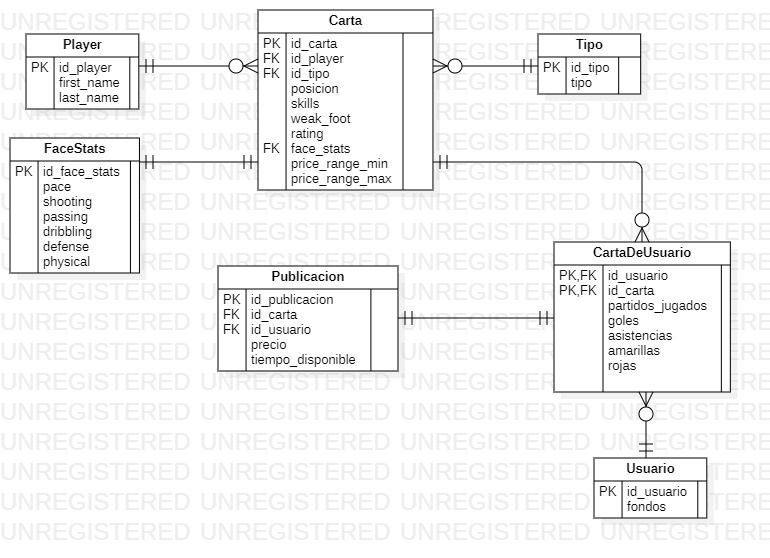 Player
PK id_player
first_name
last_name
Carta
PK id_carta
FK id_player
FK id_tipo
posicion
skills
weak_foot
rating
FK face_stats
price_range_min
price_range_max
Tipo
PK id_tipo
tipo
FaceStats
PK id_face_stats
pace
shooting
passing
dribbling
defense
physical
Publicacion
PK id_publicacion
FK id_carta
FK id_usuario
precio
tiempo_disponible
CartaDeUsuario
PK,FK id_usuario
PK,FK id_carta
partidos_jugados
goles
asistencias
amarillas
rojas
Usuario
PK id_usuario
fondos
UNREGISTERED UNREGISTERED UNREGISTERED UNREGISTERED